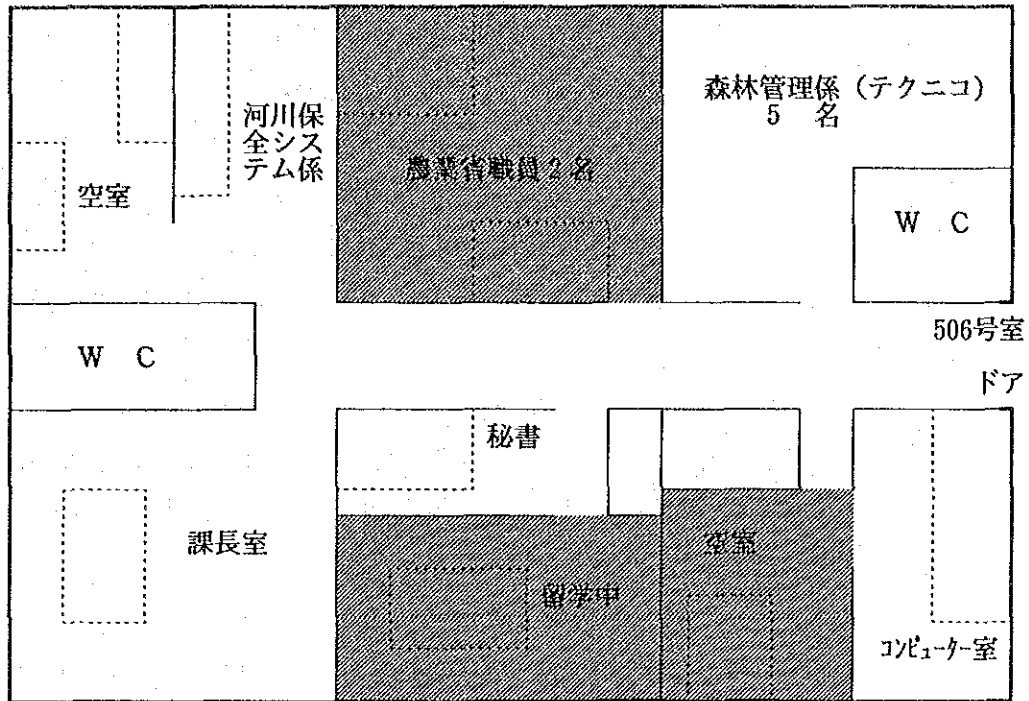 河川保
全シス
テム係
農業省職員2名
森林管理係(テクニコ)
5 名
空室
W C
506号室
W C
ドア
秘書
課長室
空室
留学中
コンピューター室